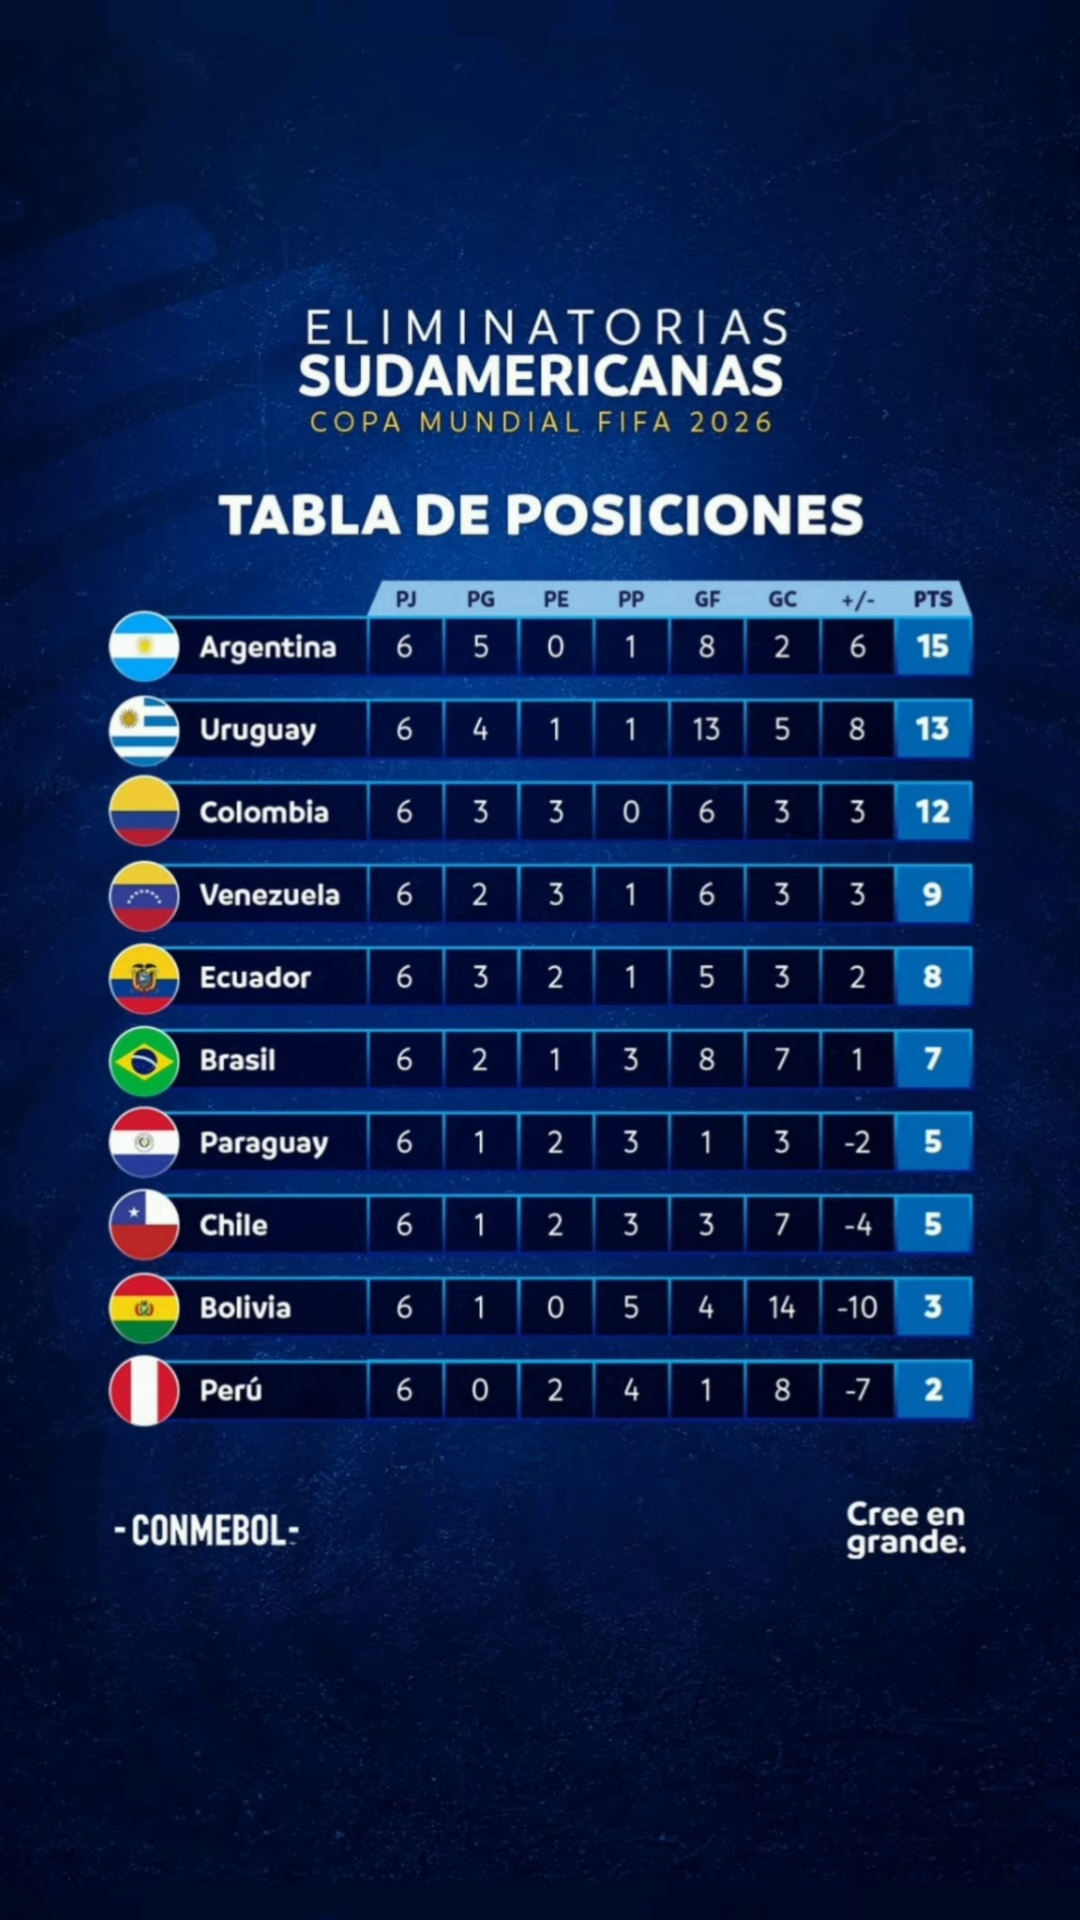 ELIMINATORIAS
SUDAMERICANAS
COPA MUNDIAL FIFA 2026
TABLA DE POSICIONES
PJ PG PE PP GF GC +/- PTS
Argentina 6 5 0 1 8 2 6 15
Uruguay 6 4 1 1 13 5 8 13
Colombia 6 3 3 0 6 3 3 12
Venezuela 6 2 3 1 6 3 3 9
Ecuador 6 3 2 1 5 3 2 8
Brasil 6 2 1 3 8 7 1 7
Paraguay 6 1 2 3 1 3 -2 5
Chile 6 1 2 3 3 7 -4 5
Bolivia 6 1 0 5 4 14 -10 3
Perú 6 0 2 4 1 8 -7 2
-CONMEBOL-
Cree en
grande.